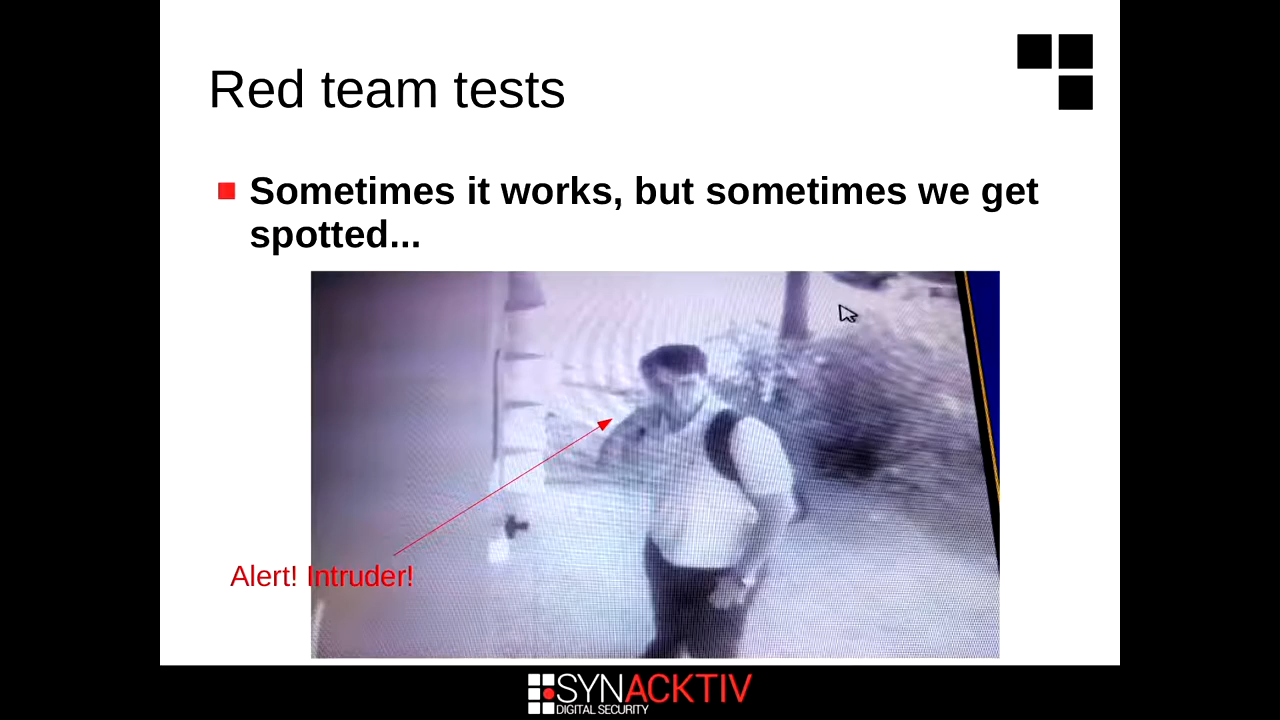 Red team tests
Sometimes it works, but sometimes we get
spotted...
Alert! Intruder!
SYNACKTIV
DIGITAL SECURITY